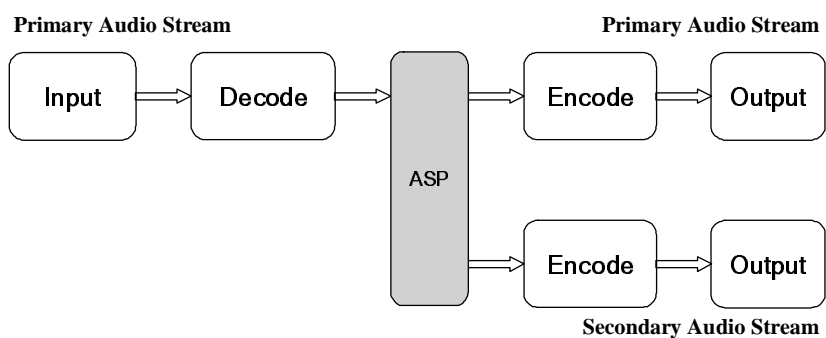 Primary Audio Stream
Primary Audio Stream
Input
Decode
Encode
Output
ASP
Encode
Output
Secondary Audio Stream